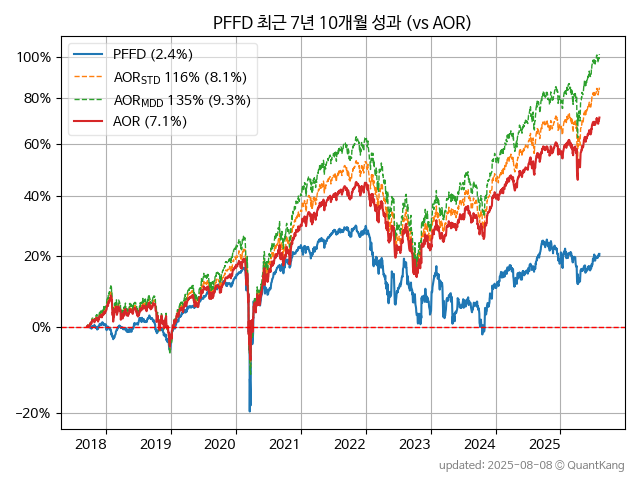 PFFD 최근 7년 10개월 성과 (vs AOR)
100%
80%
60%
40%
20%
0%
−20%
PFFD (2.4%)
AOR_STD 116% (8.1%)
AOR_MDD 135% (9.3%)
AOR (7.1%)
2018 2019 2020 2021 2022 2023 2024 2025
updated: 2025-08-08 © QuantKang